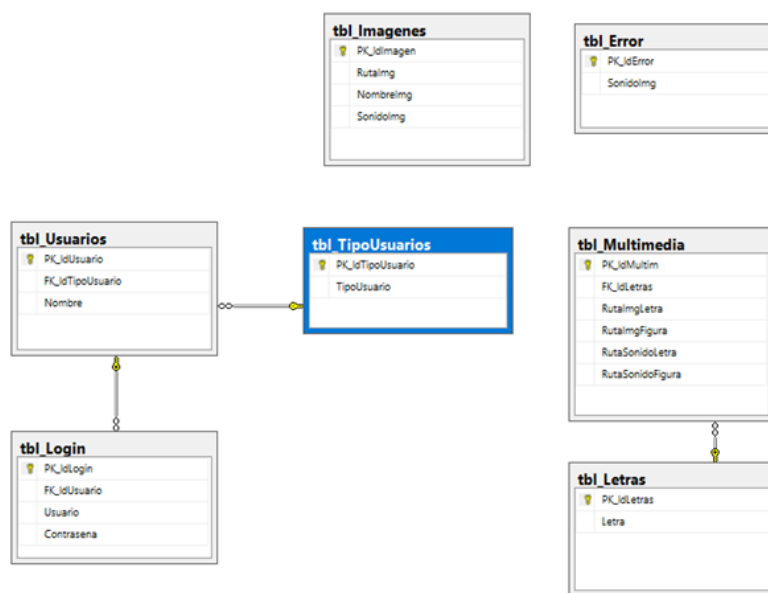 tbl_Imagenes
PK_IdImagen
RutaImg
NombreImg
SonidoImg
tbl_Error
PK_IdError
SonidoImg
tbl_Usuarios
PK_IdUsuario
FK_IdTipoUsuario
Nombre
tbl_TipoUsuarios
PK_IdTipoUsuario
TipoUsuario
tbl_Multimedia
PK_IdMultim
FK_IdLetras
RutaImgLetra
RutaImgFigura
RutaSonidoLetra
RutaSonidoFigura
tbl_Login
PK_IdLogin
FK_IdUsuario
Usuario
Contrasena
tbl_Letras
PK_IdLetras
Letra